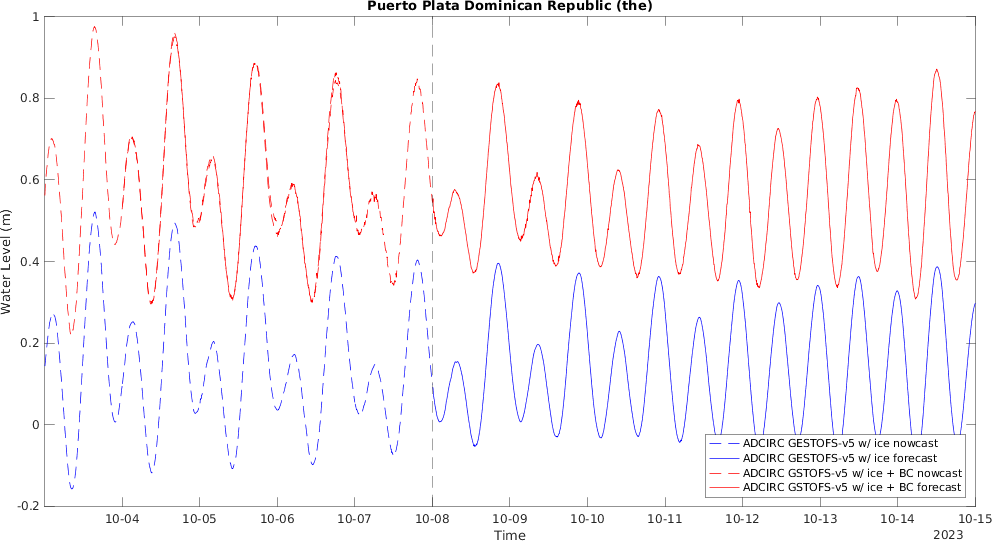 Puerto Plata Dominican Republic (the)
Water Level (m)
1
0.8
0.6
0.4
0.2
0
-0.2
ADCIRC GESTOFS-v5 w/ ice nowcast
ADCIRC GESTOFS-v5 w/ ice forecast
ADCIRC GSTOFS-v5 w/ ice + BC nowcast
ADCIRC GSTOFS-v5 w/ ice + BC forecast
10-04 10-05 10-06 10-07 10-08 10-09 10-10 10-11 10-12 10-13 10-14 10-15
Time
2023